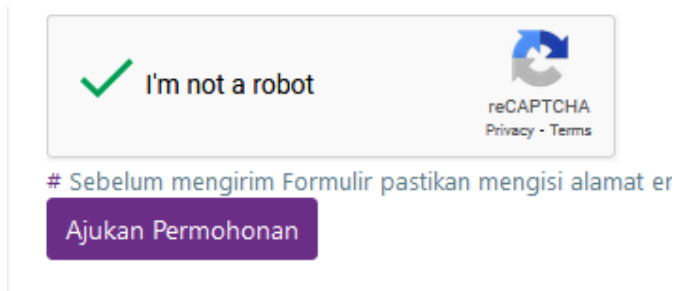 I'm not a robot
reCAPTCHA
Privacy - Terms
# Sebelum mengirim Formulir pastikan mengisi alamat
Ajukan Permohonan